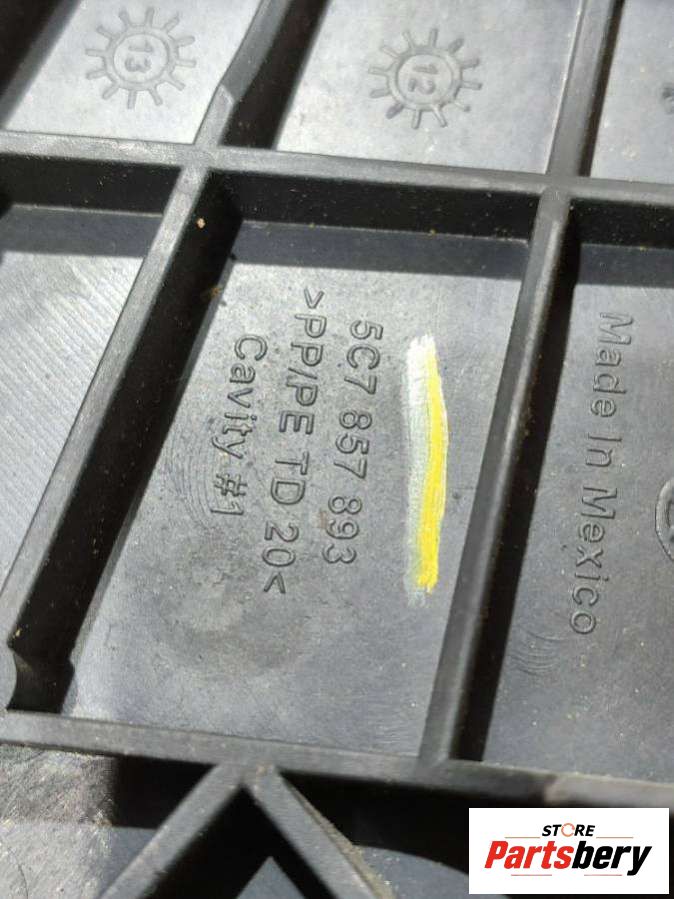 13
12
5C7 857 893
>PP/PE TD 20<
Cavity #1
Made In Mexico
STORE
Partsbery